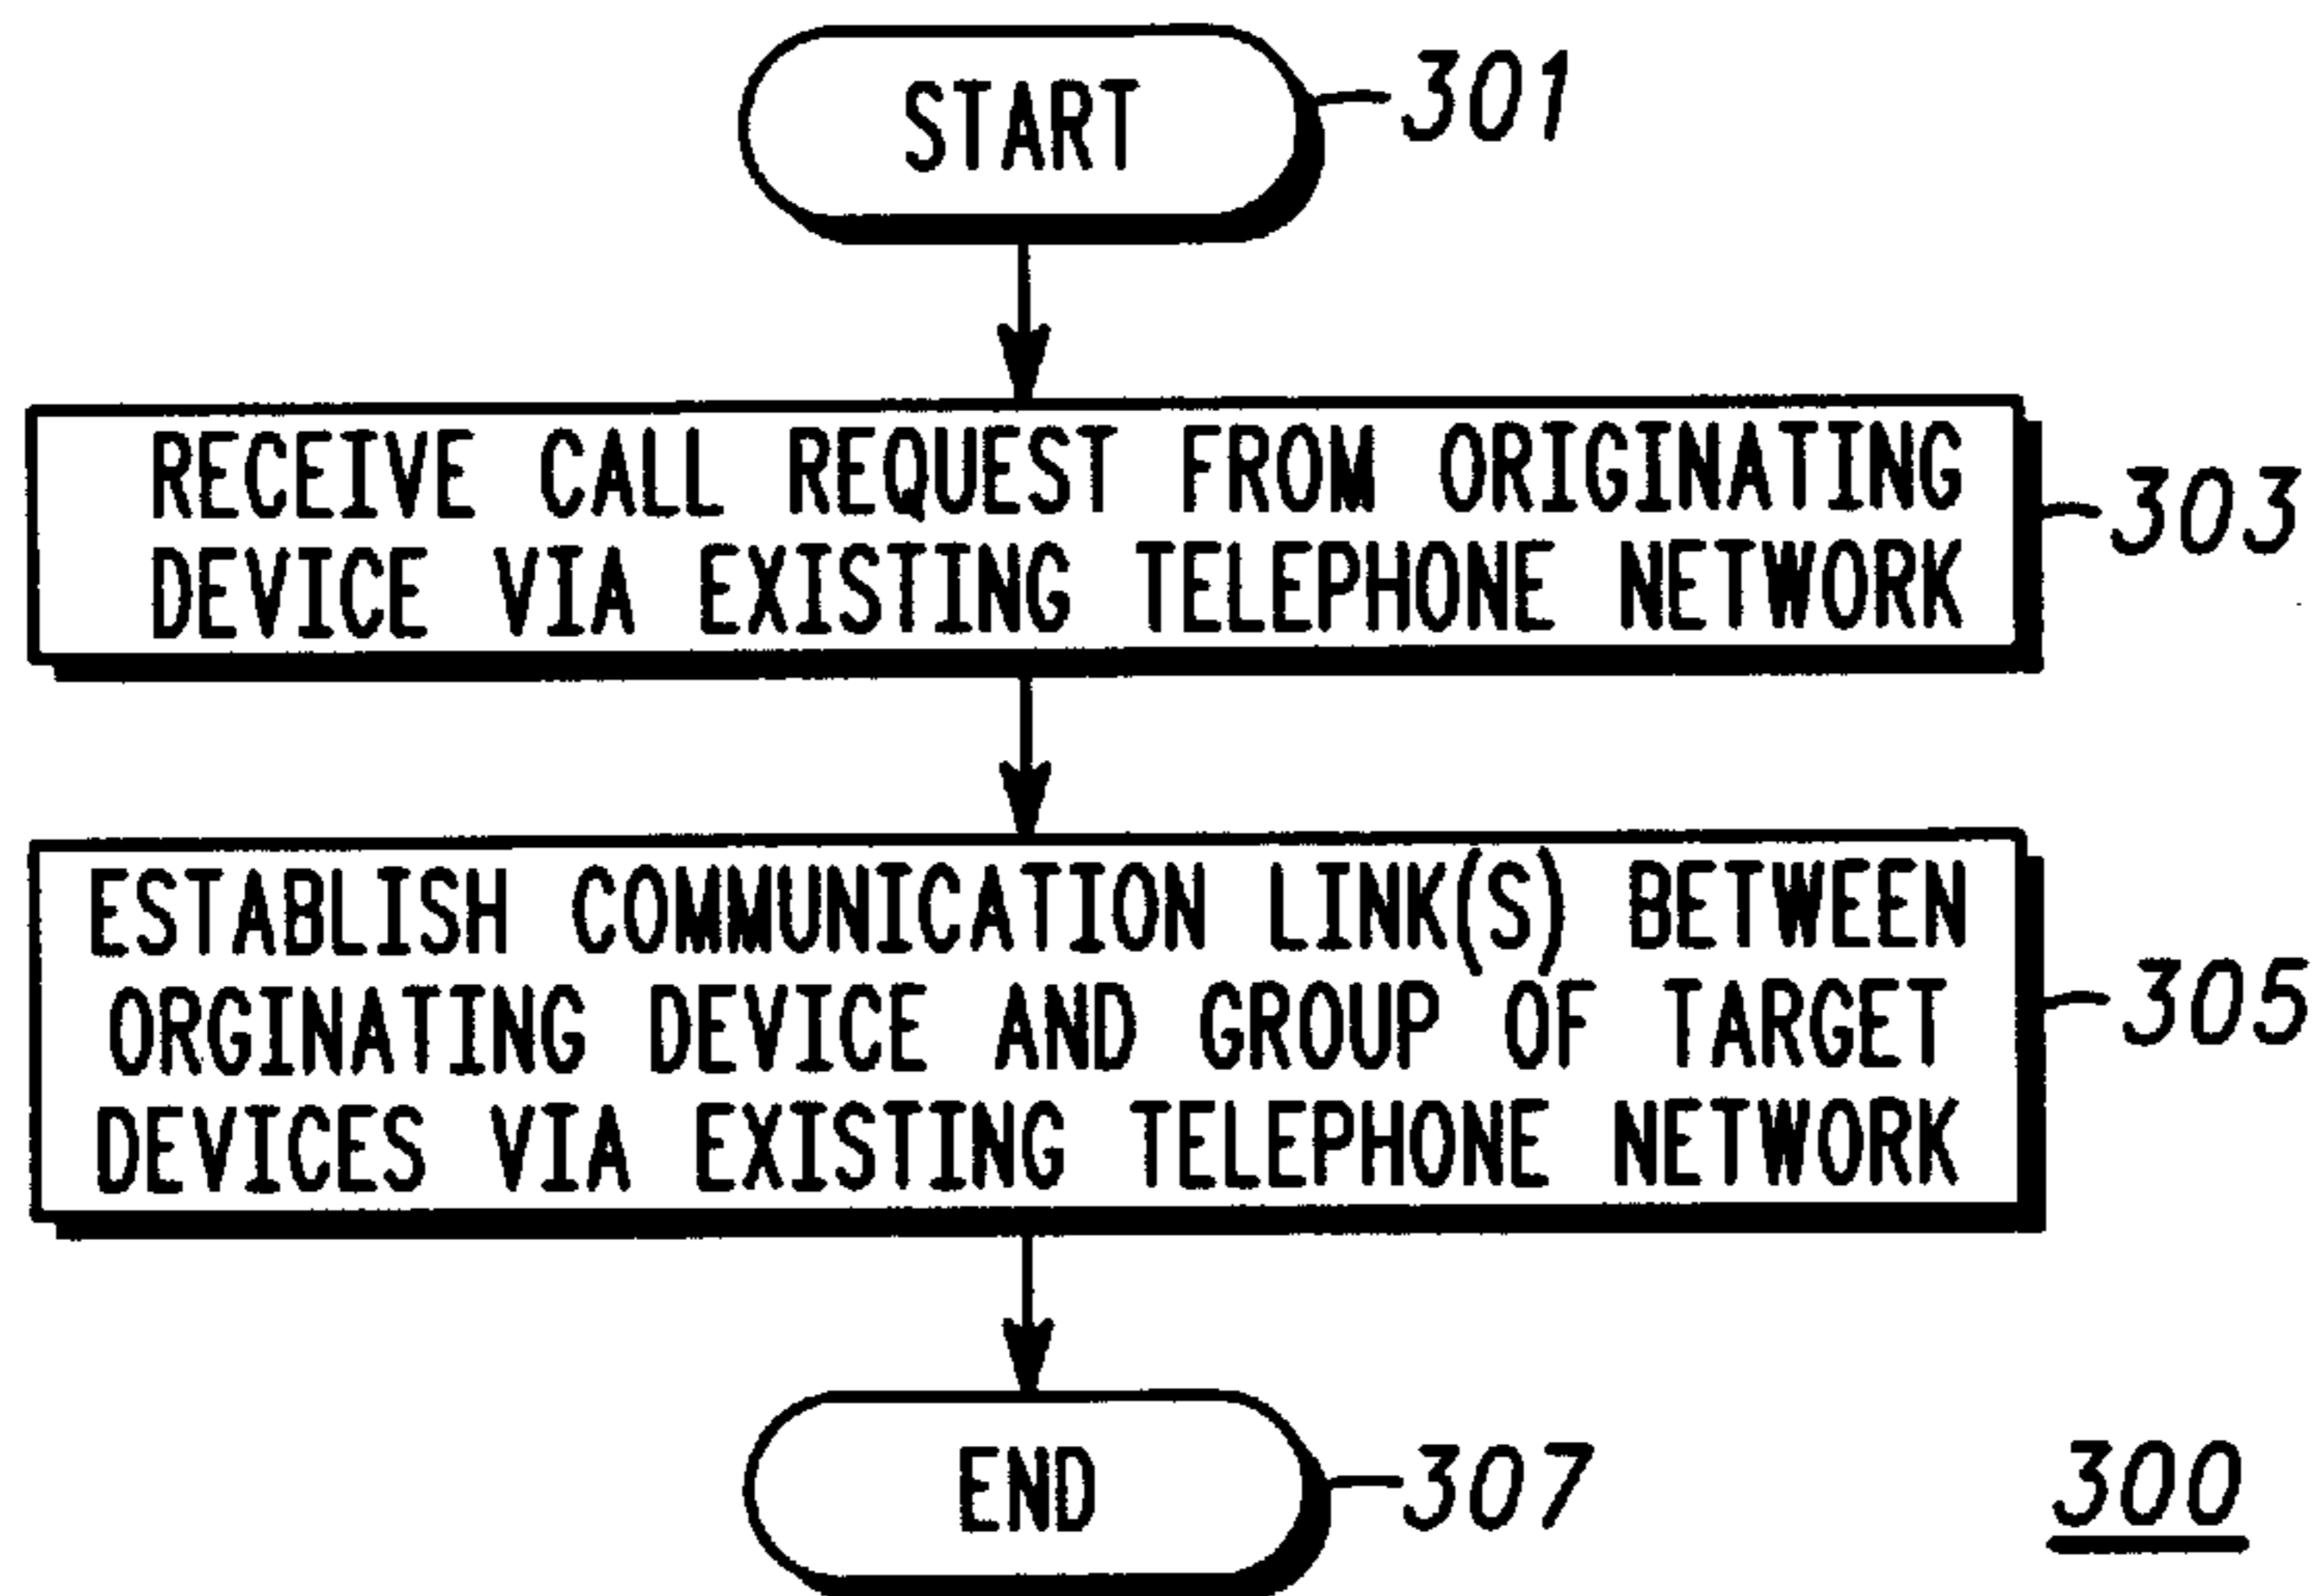 START
301
RECEIVE CALL REQUEST FROM ORIGINATING
DEVICE VIA EXISTING TELEPHONE NETWORK
303
ESTABLISH COMMUNICATION LINK(S) BETWEEN
ORGINATING DEVICE AND GROUP OF TARGET
DEVICES VIA EXISTING TELEPHONE NETWORK
305
END
307
300